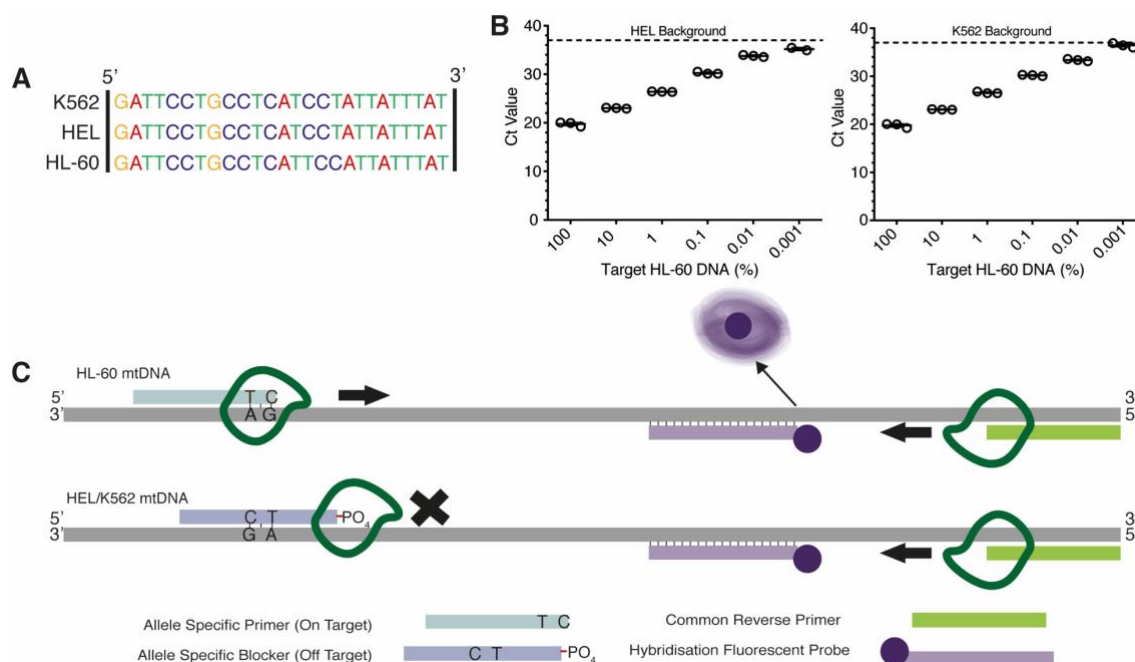 A
5’ 3’
K562 GATTCCTGCCTCATCCTATTATTTAT
HEL GATTCCTGCCTCATCCTATTATTTAT
HL-60 GATTCCTGCCTCATTCCATTATTTAT
B
HEL Background
Ct Value
40
30
20
10
0
100 10 1 0.1 0.01 0.001
Target HL-60 DNA (%)
K562 Background
Ct Value
40
30
20
10
0
100 10 1 0.1 0.01 0.001
Target HL-60 DNA (%)
C
HL-60 mtDNA
T C
5’ 3
3’ 5
A G
HEL/K562 mtDNA
C T PO4
5’ 3
3’ 5
G A
Allele Specific Primer (On Target) T C
Allele Specific Blocker (Off Target) C T PO4
Common Reverse Primer
Hybridisation Fluorescent Probe